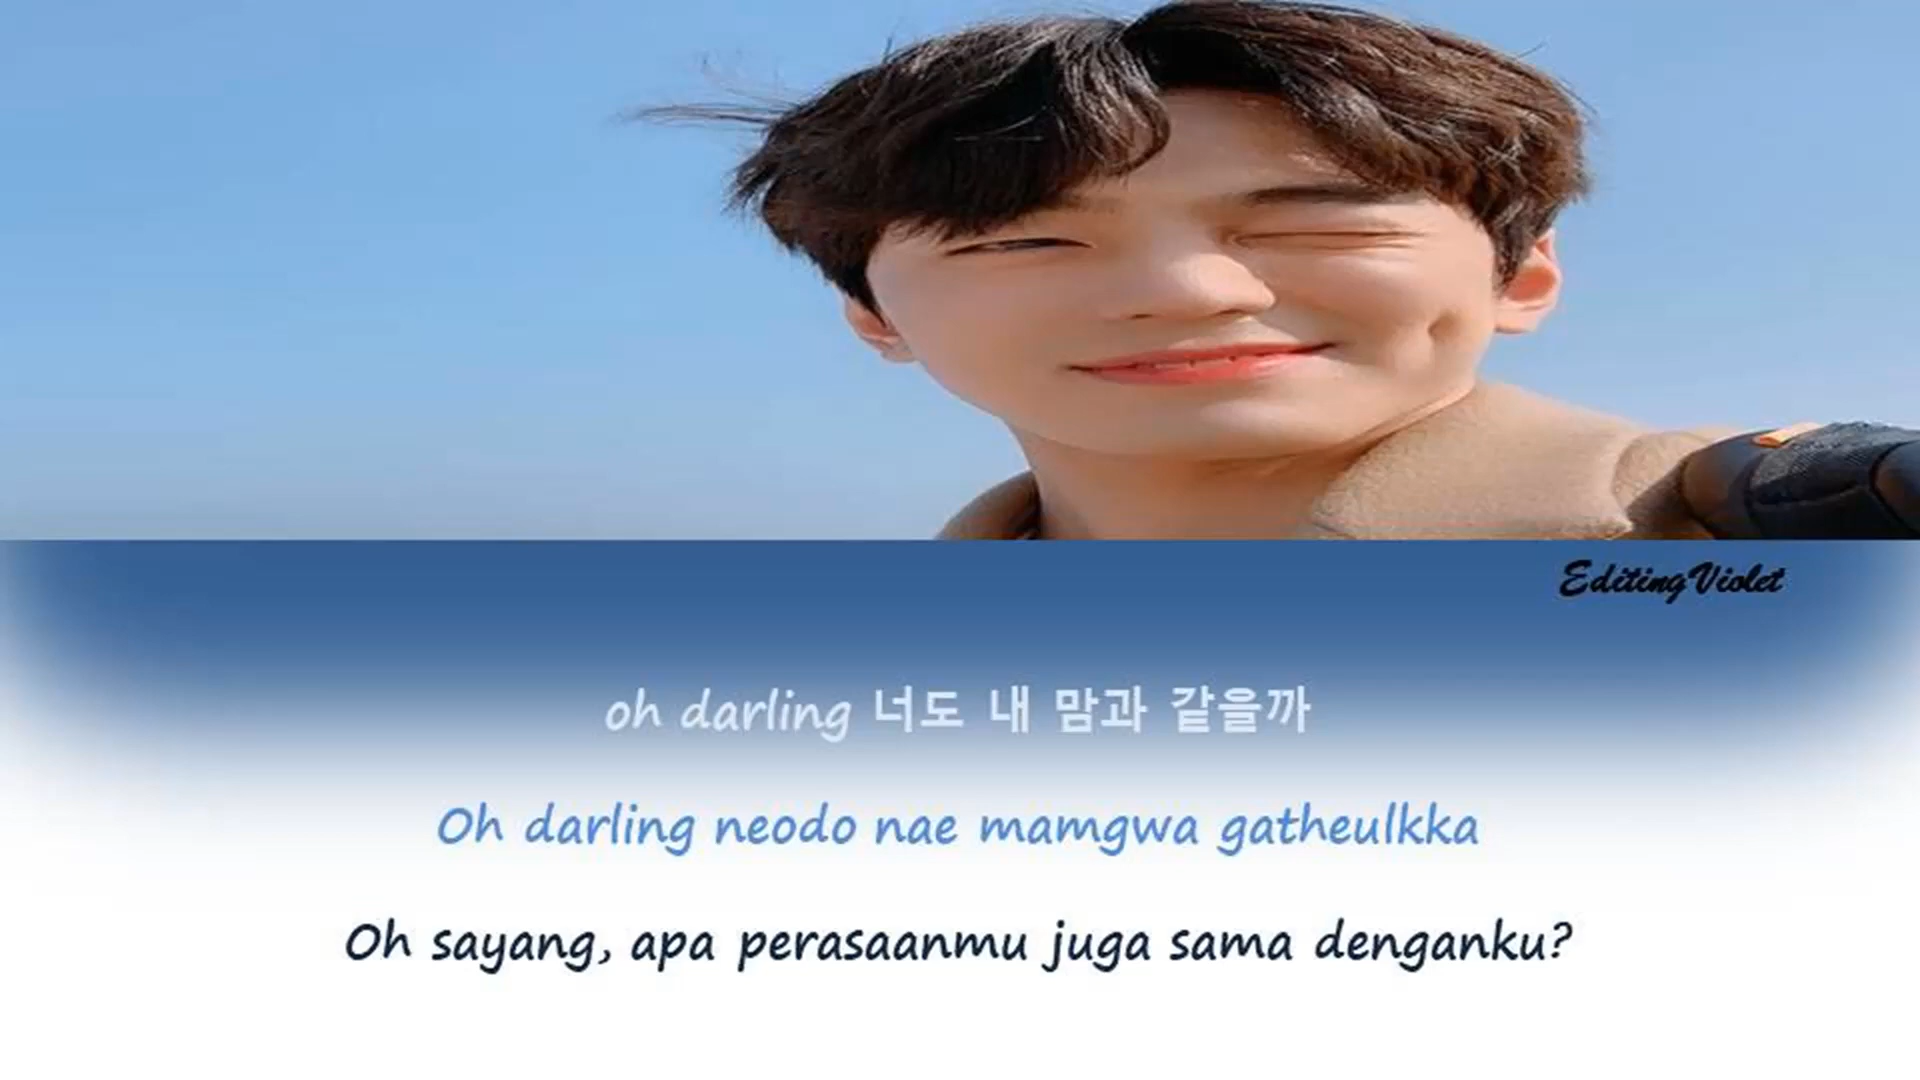 EditingViolet
oh darling 너도 내 맘과 같을까
Oh darling neodo nae mamgwa gatheulkka
Oh sayang, apa perasaanmu juga sama denganku?